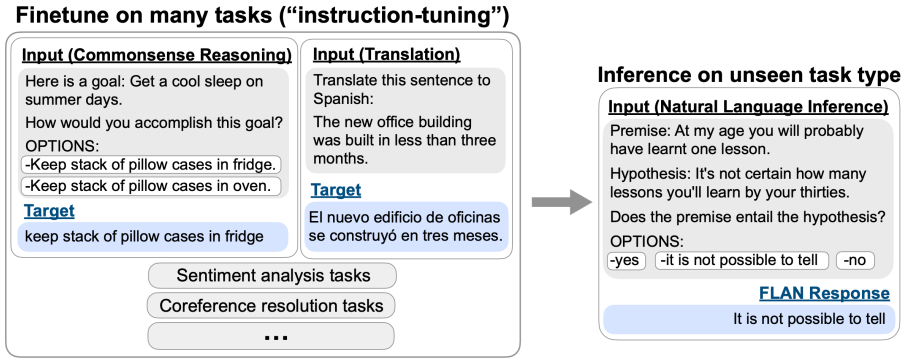 Finetune on many tasks (“instruction-tuning”)
Input (Commonsense Reasoning)
Here is a goal: Get a cool sleep on
summer days.
How would you accomplish this goal?
OPTIONS:
-Keep stack of pillow cases in fridge.
-Keep stack of pillow cases in oven.
Target
keep stack of pillow cases in fridge
Input (Translation)
Translate this sentence to
Spanish:
The new office building
was built in less than three
months.
Target
El nuevo edificio de oficinas
se construyó en tres meses.
Sentiment analysis tasks
Coreference resolution tasks
...
Inference on unseen task type
Input (Natural Language Inference)
Premise: At my age you will probably
have learnt one lesson.
Hypothesis: It's not certain how many
lessons you'll learn by your thirties.
Does the premise entail the hypothesis?
OPTIONS:
-yes -it is not possible to tell -no
FLAN Response
It is not possible to tell